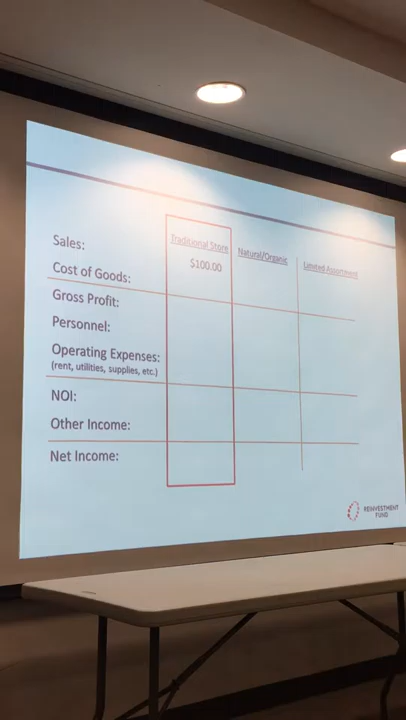 Traditional Store Natural/Organic Limited Assortment
Sales: $100.00
Cost of Goods:
Gross Profit:
Personnel:
Operating Expenses:
(rent, utilities, supplies, etc.)
NOI:
Other Income:
Net Income:
REINVESTMENT
FUND